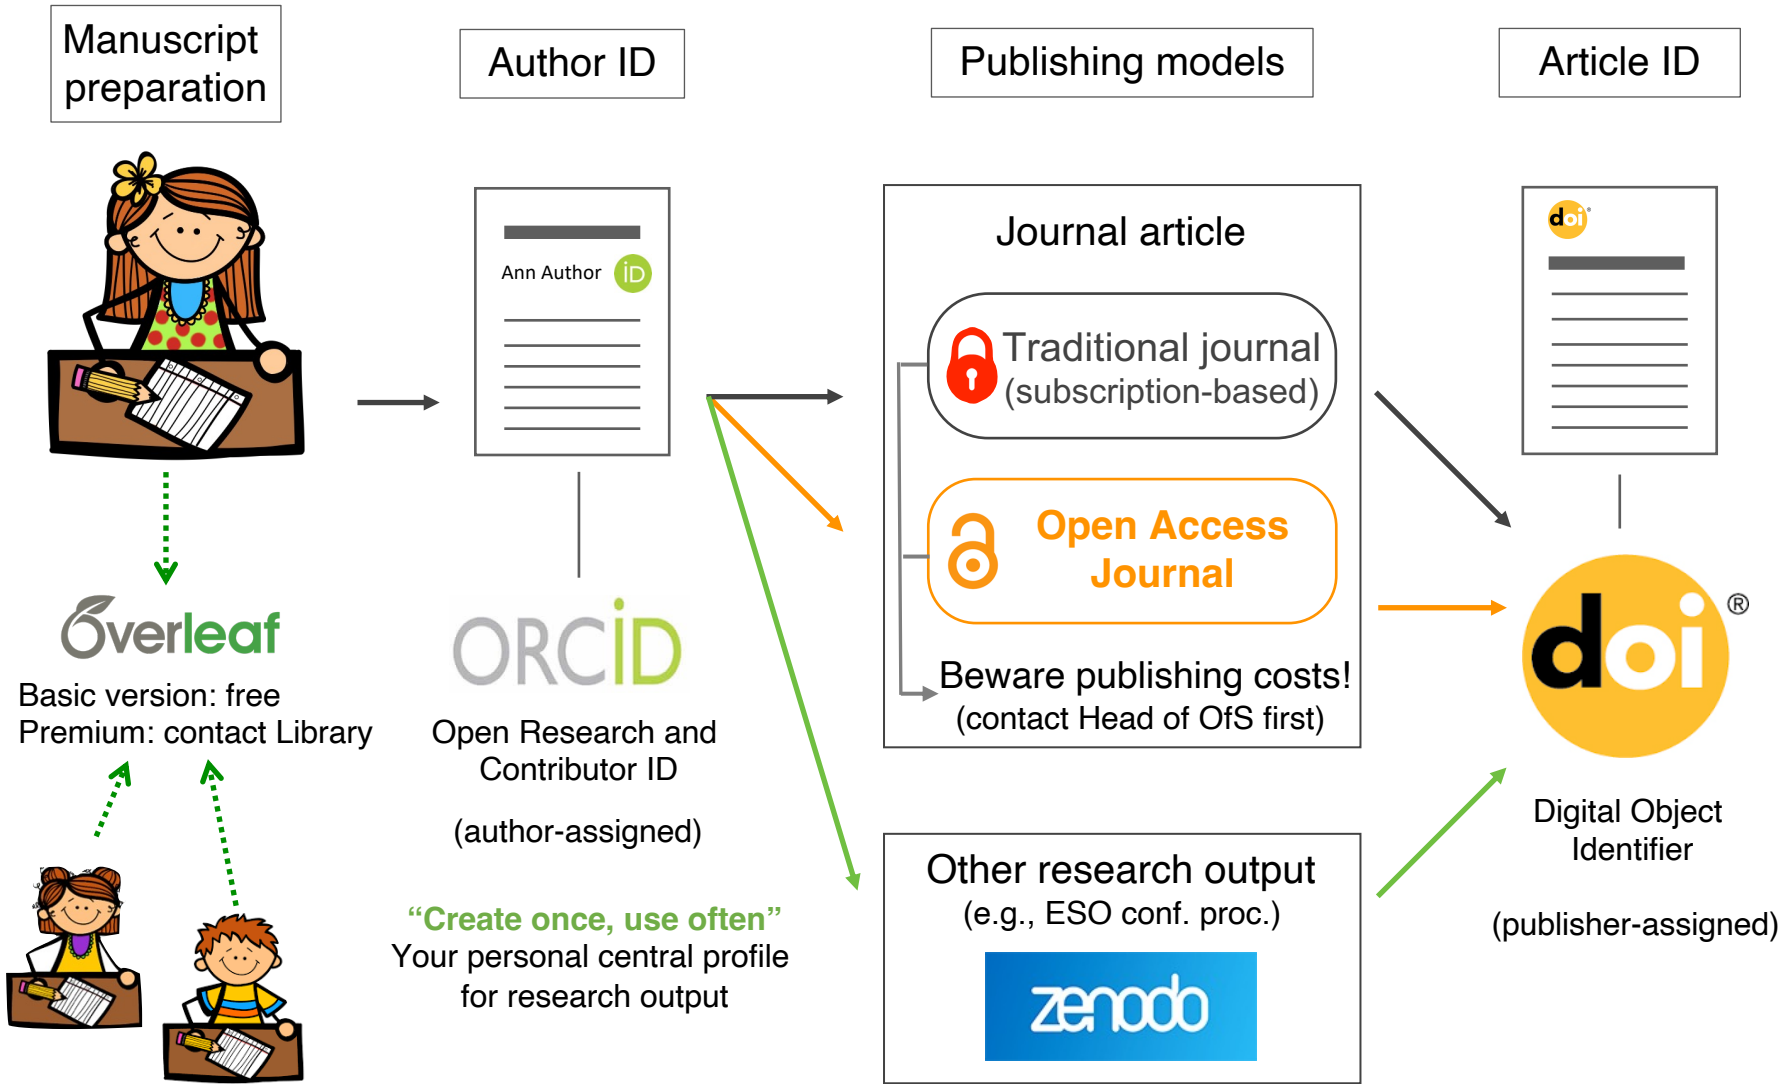 Manuscript
preparation
Author ID
Publishing models
Article ID
Ann Author iD
Journal article
Traditional journal
(subscription-based)
Open Access
Journal
Beware publishing costs!
(contact Head of OfS first)
Other research output
(e.g., ESO conf. proc.)
zenodo
doi®
doi®
Digital Object
Identifier
(publisher-assigned)
Overleaf
Basic version: free
Premium: contact Library
ORCiD
Open Research and
Contributor ID
(author-assigned)
“Create once, use often”
Your personal central profile
for research output